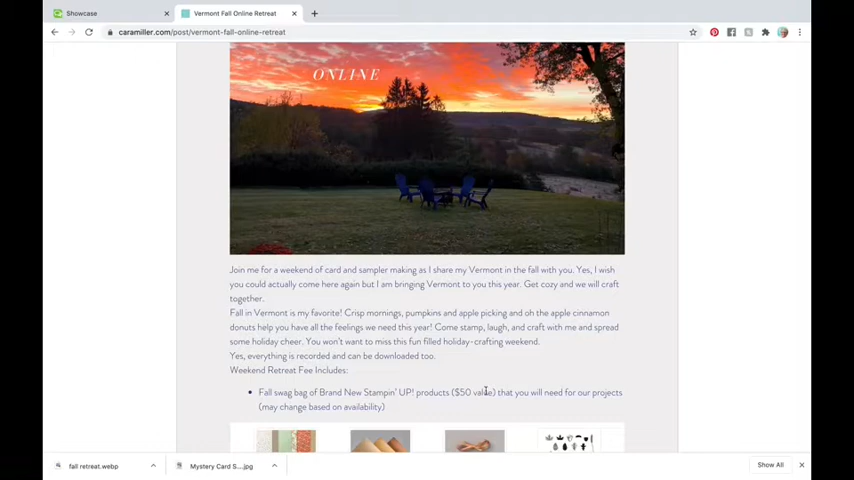 Showcase
Vermont Fall Online Retreat
caramiller.com/post/vermont-fall-online-retreat
ONLINE
Join me for a weekend of card and sampler making as I share my Vermont in the fall with you. Yes, I wish
you could actually come here again but I am bringing Vermont to you this year. Get cozy and we will craft
together.
Fall in Vermont is my favorite! Crisp mornings, pumpkins and apple picking and oh the apple cinnamon
donuts help you have all the feelings we need this year! Come stamp, laugh, and craft with me and spread
some holiday cheer. You won't want to miss this fun filled holiday-crafting weekend.
Yes, everything is recorded and can be downloaded too.
Weekend Retreat Fee Includes:
• Fall swag bag of Brand New Stampin' UP! products ($50 value) that you will need for our projects
(may change based on availability)
fall retreat.webp
Mystery Card S....jpg
Show All